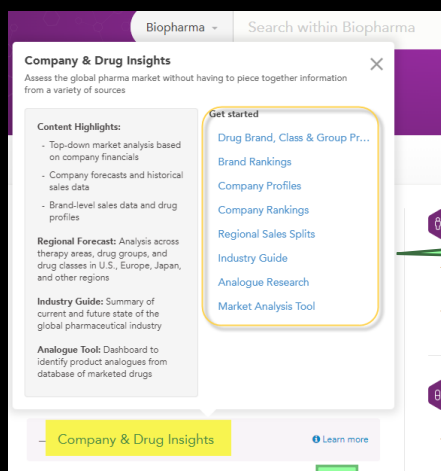 Biopharma
Search within Biopharma
Company & Drug Insights
Assess the global pharma market without having to piece together information
from a variety of sources
Content Highlights:
- Top-down market analysis based
on company financials
- Company forecasts and historical
sales data
- Brand-level sales data and drug
profiles
Regional Forecast: Analysis across
therapy areas, drug groups, and
drug classes in U.S., Europe, Japan,
and other regions
Industry Guide: Summary of
current and future state of the
global pharmaceutical industry
Analogue Tool: Dashboard to
identify product analogues from
database of marketed drugs
Get started
Drug Brand, Class & Group Pr...
Brand Rankings
Company Profiles
Company Rankings
Regional Sales Splits
Industry Guide
Analogue Research
Market Analysis Tool
Company & Drug Insights
Learn more